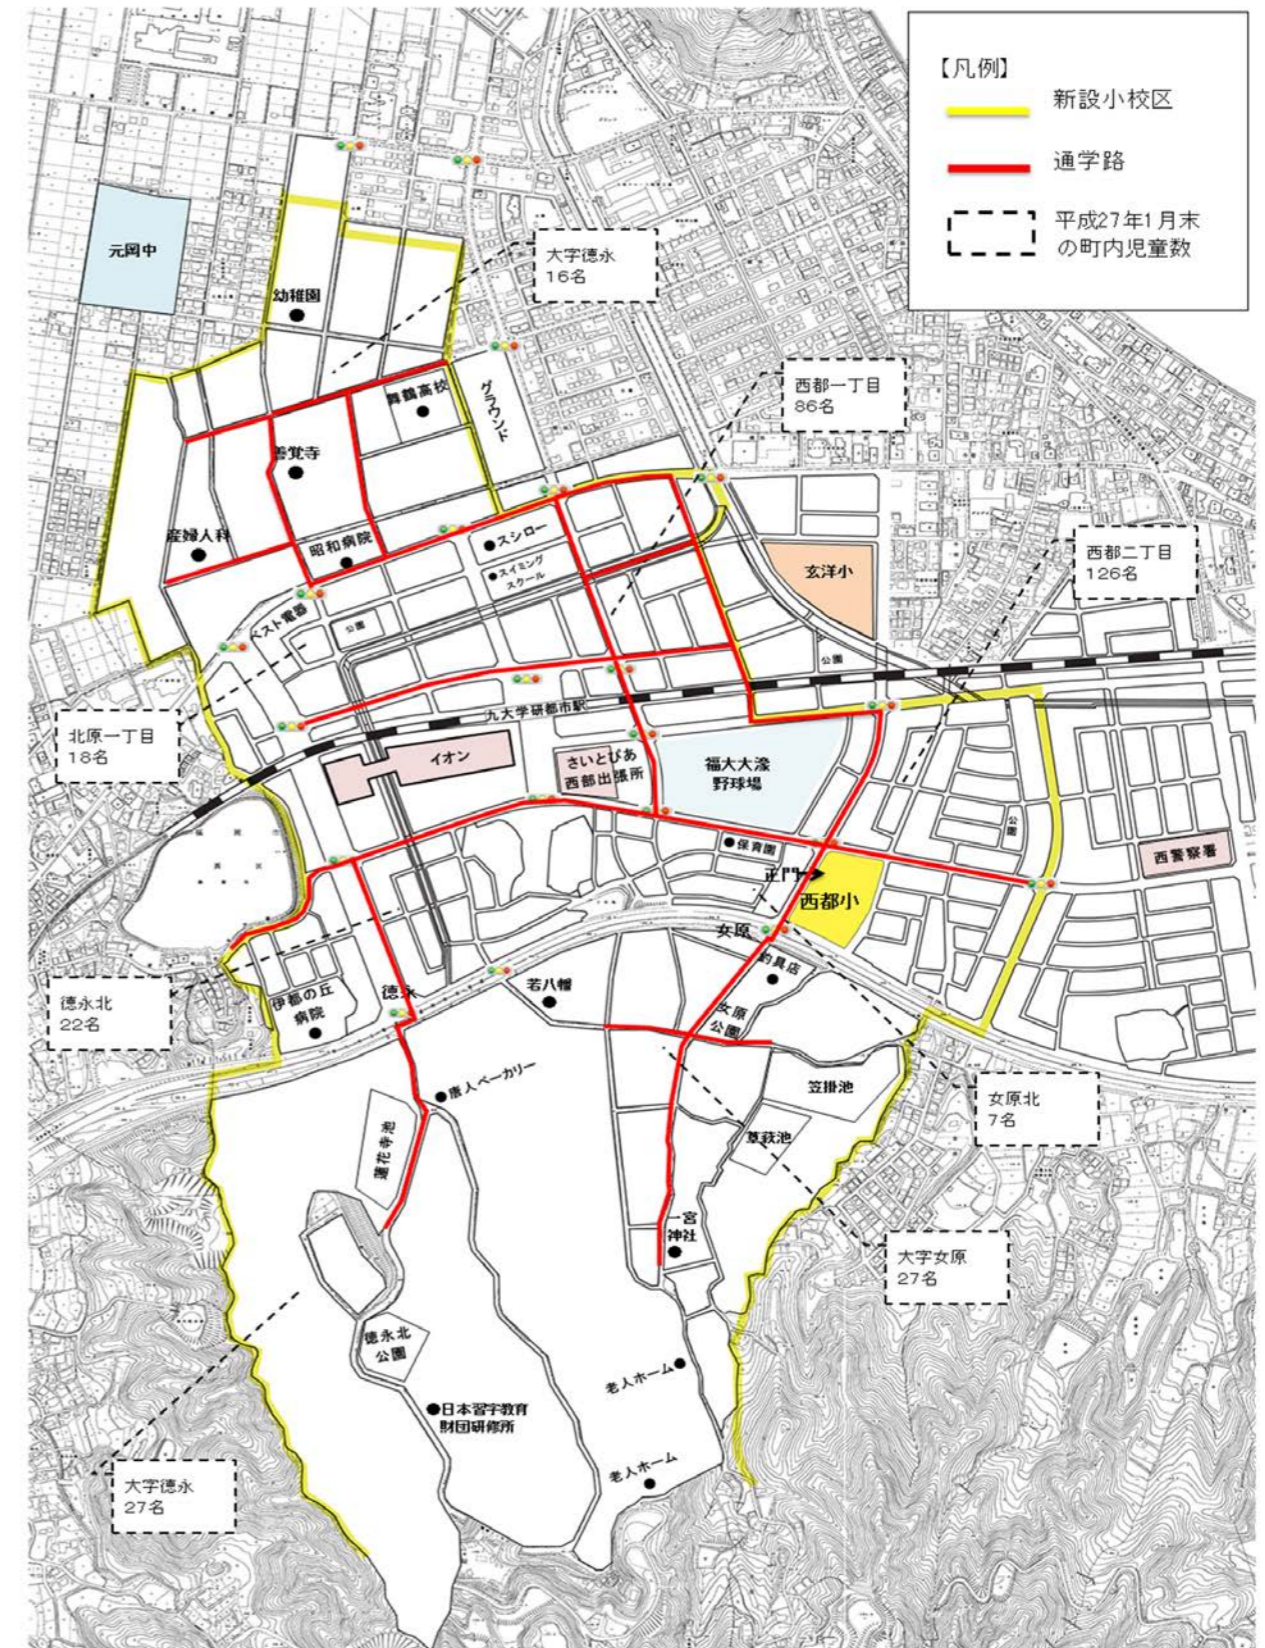 【凡例】
新設小校区
通学路
平成27年1月末
の町内児童数
元岡中
大字徳永
16名
幼稚園
舞鶴高校
グラウンド
西都一丁目
86名
善覚寺
産婦人科
昭和病院
スシロー
スイミング
スクール
西都二丁目
126名
玄洋小
ベスト電器
公園
公園
北原一丁目
18名
九大学研都市駅
イオン
さいとぴあ
西部出張所
福大大濠
野球場
公園
保育園
西警察署
正門
西都小
女原
釣具店
徳永北
22名
伊都の丘
病院
徳永
若八幡
女原
公園
唐人ベーカリー
笠掛池
女原北
7名
蓮花寺池
草萩池
一宮
神社
大字女原
27名
徳永北
公園
老人ホーム
日本習字教育
財団研修所
老人ホーム
大字徳永
27名